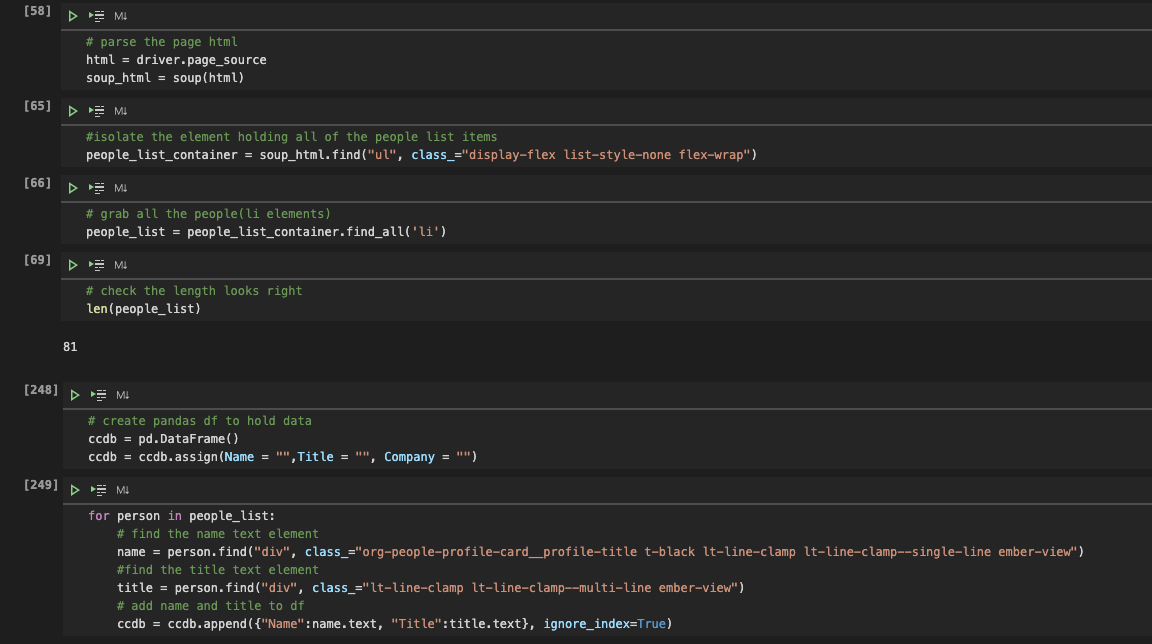 [58]
M↓
# parse the page html
html = driver.page_source
soup_html = soup(html)
[65]
M↓
#isolate the element holding all of the people list items
people_list_container = soup_html.find("ul", class_="display-flex list-style-none flex-wrap")
[66]
M↓
# grab all the people(li elements)
people_list = people_list_container.find_all('li')
[69]
M↓
# check the length looks right
len(people_list)
81
[248]
M↓
# create pandas df to hold data
ccdb = pd.DataFrame()
ccdb = ccdb.assign(Name = "",Title = "", Company = "")
[249]
M↓
for person in people_list:
    # find the name text element
    name = person.find("div", class_="org-people-profile-card__profile-title t-black lt-line-clamp lt-line-clamp--single-line ember-view")
    #find the title text element
    title = person.find("div", class_="lt-line-clamp lt-line-clamp--multi-line ember-view")
    # add name and title to df
    ccdb = ccdb.append({"Name":name.text, "Title":title.text}, ignore_index=True)